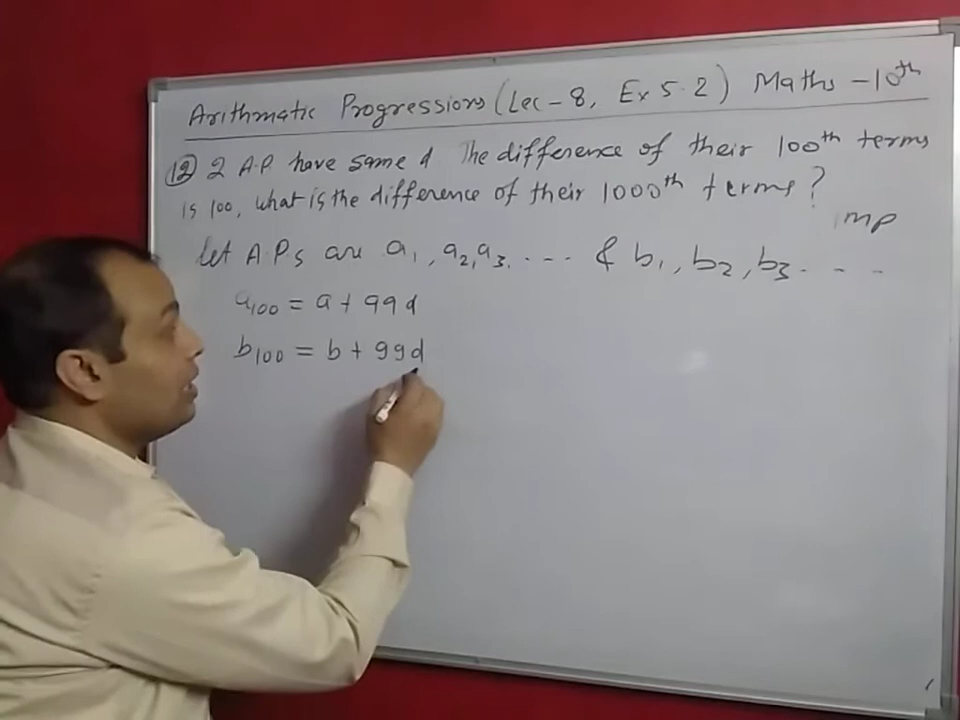 Arithmatic Progressions (Lec-8, Ex 5.2) Maths - 10th
12 2 A.P. have same d The difference of their 100th terms
is 100, what is the difference of their 1000th terms?
imp
Let A.P.s are a1, a2, a3, .... & b1, b2, b3 . - -
a100 = a + 99d
b100 = b + 99d